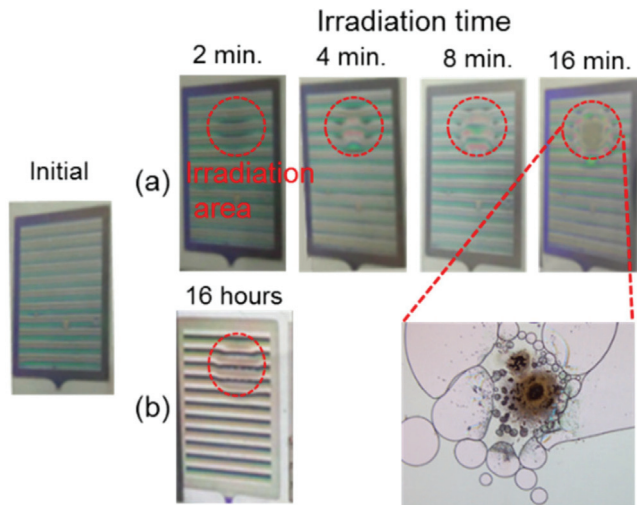 Irradiation time
2 min.
4 min.
8 min.
16 min.
Initial
(a)
Irradiation
area
16 hours
(b)